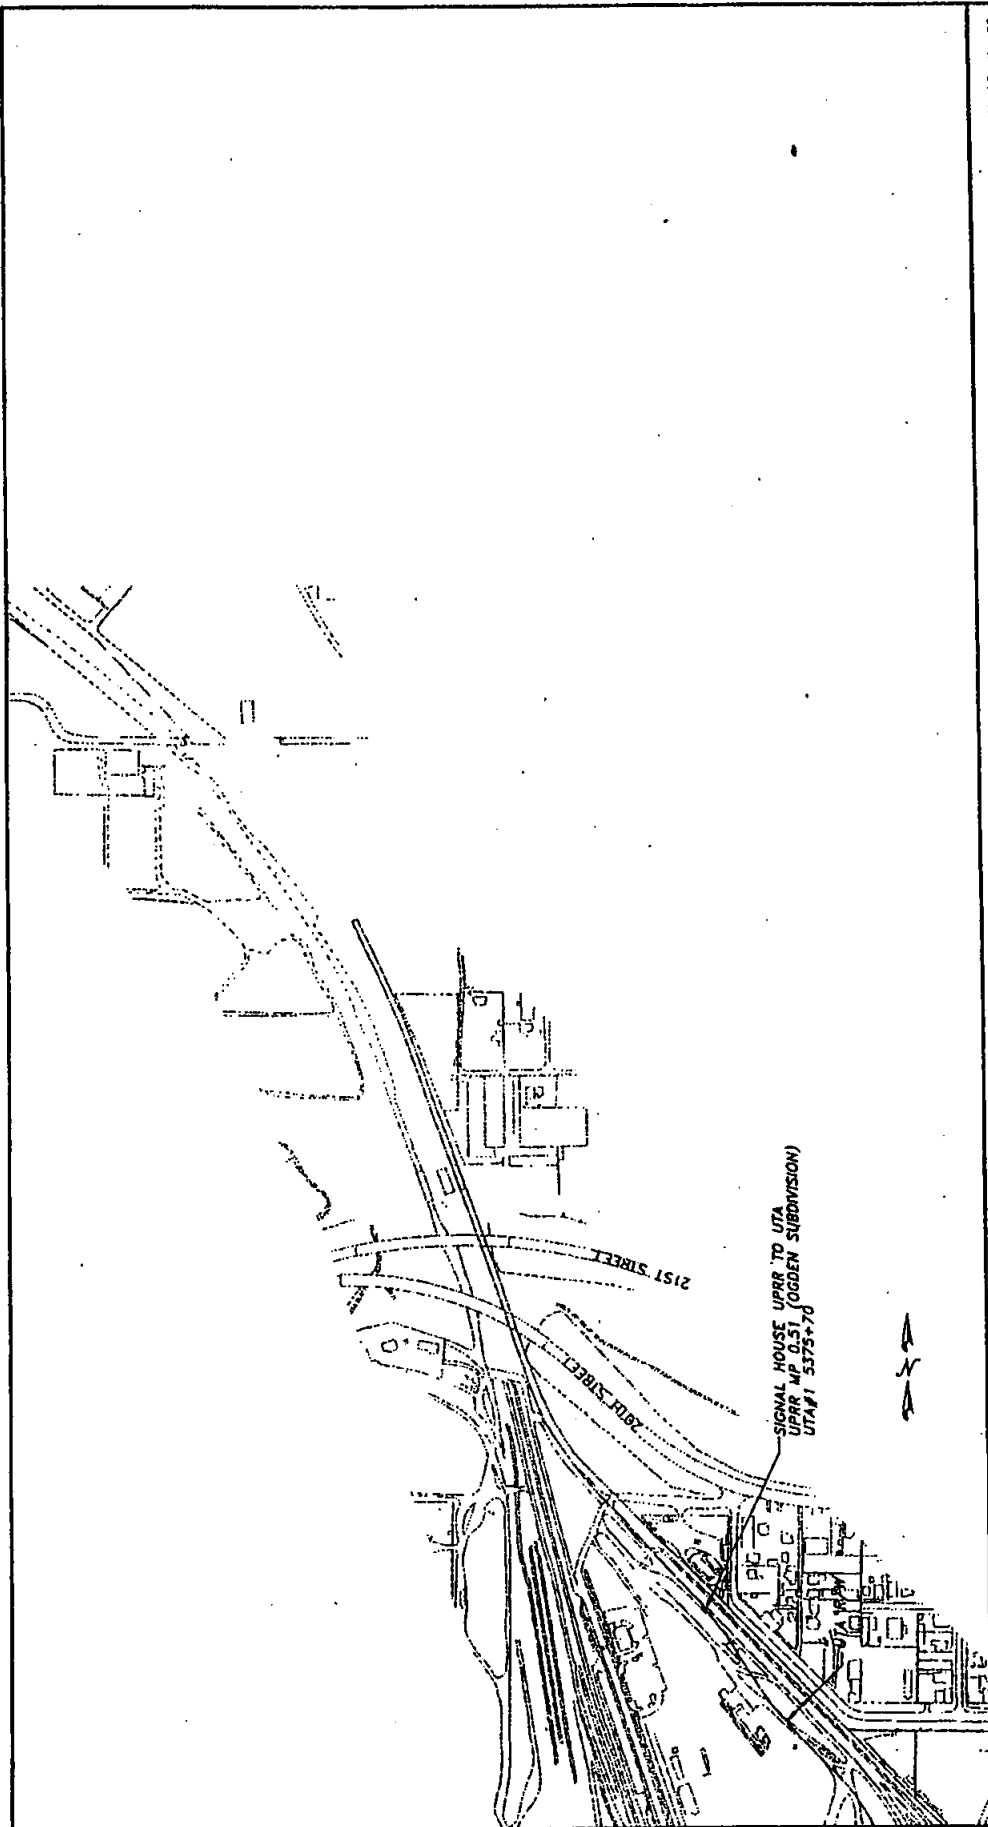 21ST STREET
20TH STREET
SIGNAL HOUSE UPRR TO UTA
UPRR MP 0.51 (OGDEN SUBDIVISION)
UTA#1 5375+70
N
UTA R/W